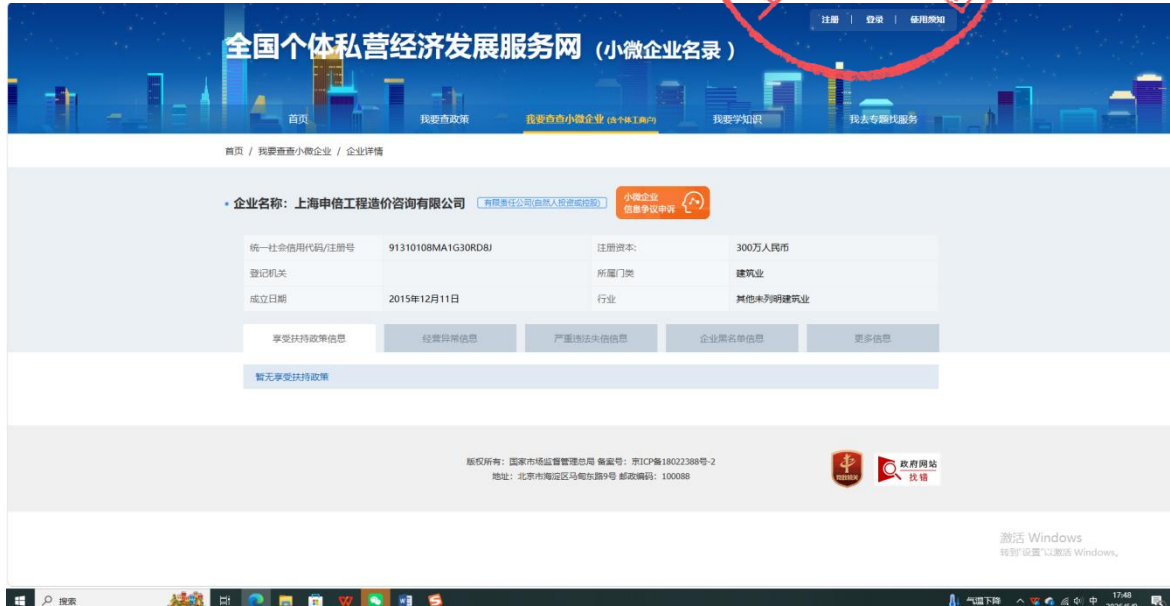 注册 | 登录 | 使用须知
全国个体私营经济发展服务网（小微企业名录）
首页 我要查政策 我要查查小微企业 (含个体工商户) 我要学知识 我去专题找服务
首页 / 我要查查小微企业 / 企业详情
企业名称：上海申倍工程造价咨询有限公司 有限责任公司(自然人投资或控股) 小微企业
信息争议申诉
统一社会信用代码/注册号 91310108MA1G30RD8J 注册资本: 300万人民币
登记机关 所属门类 建筑业
成立日期 2015年12月11日 行业 其他未列明建筑业
享受扶持政策信息 经营异常信息 严重违法失信信息 企业黑名单信息 更多信息
暂无享受扶持政策
版权所有：国家市场监督管理总局 备案号：京ICP备18022388号-2
地址：北京市海淀区马甸东路9号 邮政编码：100088
党政机关
政府网站
找错
激活 Windows
转到"设置"以激活 Windows。
搜索
气温下降 中 17:48